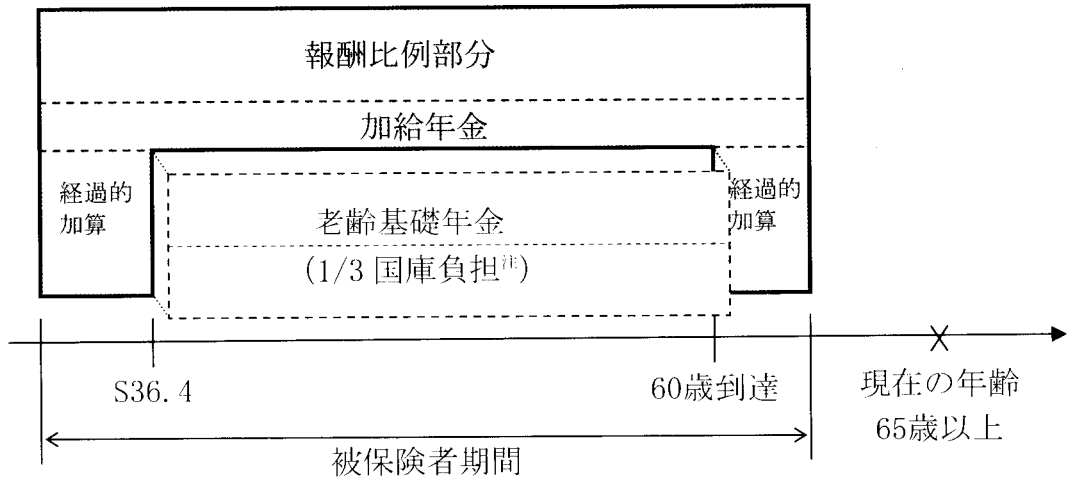 報酬比例部分
加給年金
経過的
加算
経過的
加算
老齢基礎年金
(1/3 国庫負担注)
S36.4
60歳到達
現在の年齢
65歳以上
被保険者期間